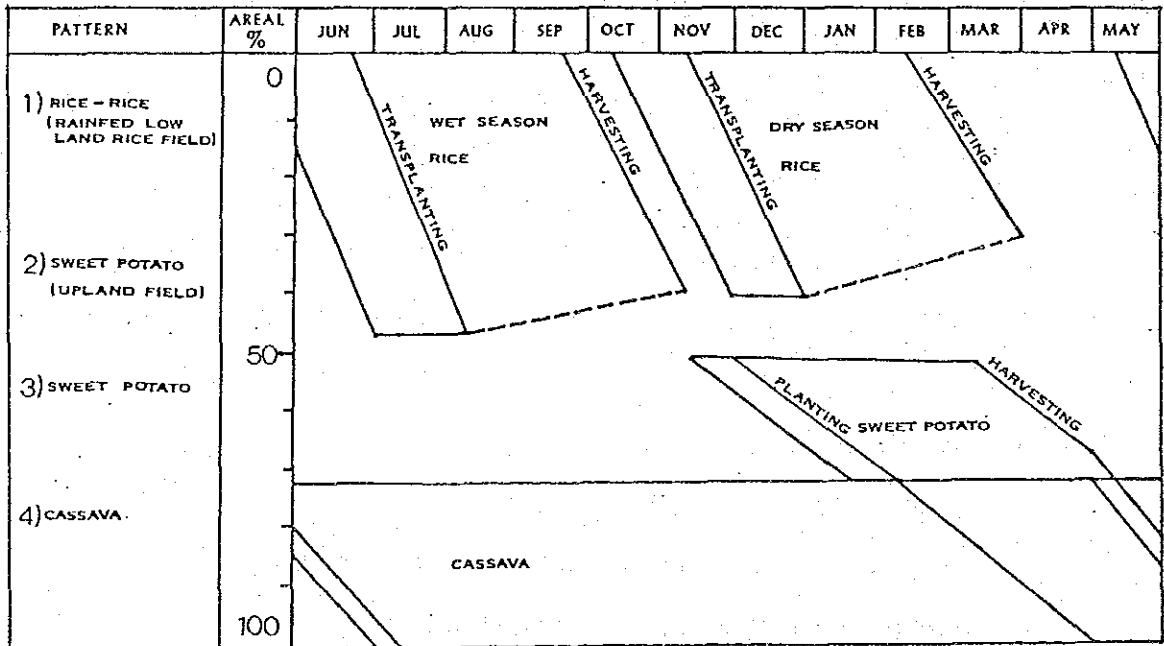 PATTERN
AREAL
%
JUN JUL AUG SEP OCT NOV DEC JAN FEB MAR APR MAY
0
1) RICE-RICE
(RAINFED LOW
LAND RICE FIELD)
TRANSPLANTING
WET SEASON
RICE
HARVESTING
TRANSPLANTING
DRY SEASON
RICE
HARVESTING
2) SWEET POTATO
(UPLAND FIELD)
50
3) SWEET POTATO
PLANTING
SWEET POTATO
HARVESTING
4) CASSAVA.
CASSAVA
100